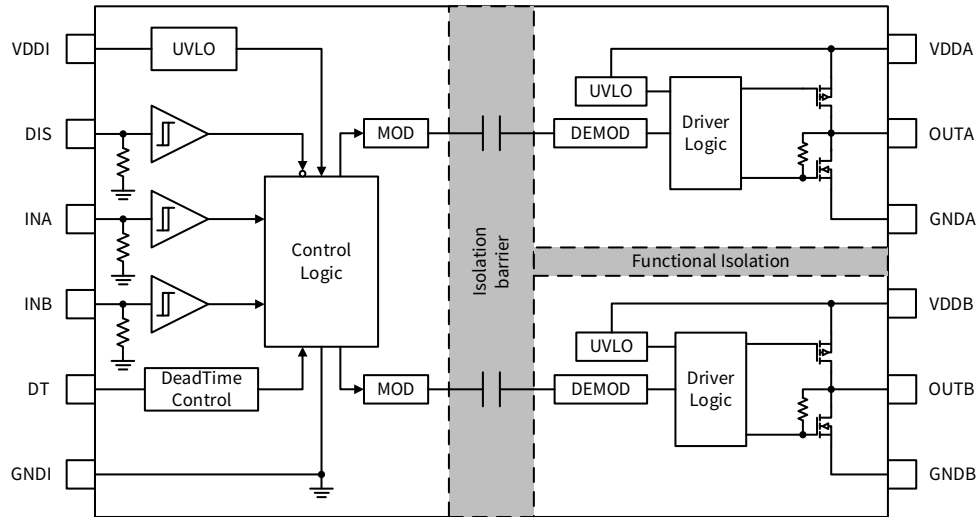 VDDI
UVLO
VDDA
UVLO
DIS
MOD
DEMOD
Driver
Logic
OUTA
INA
Control
Logic
Isolation
barrier
GNDA
Functional Isolation
INB
VDDB
UVLO
DT
DeadTime
Control
MOD
DEMOD
Driver
Logic
OUTB
GNDI
GNDB